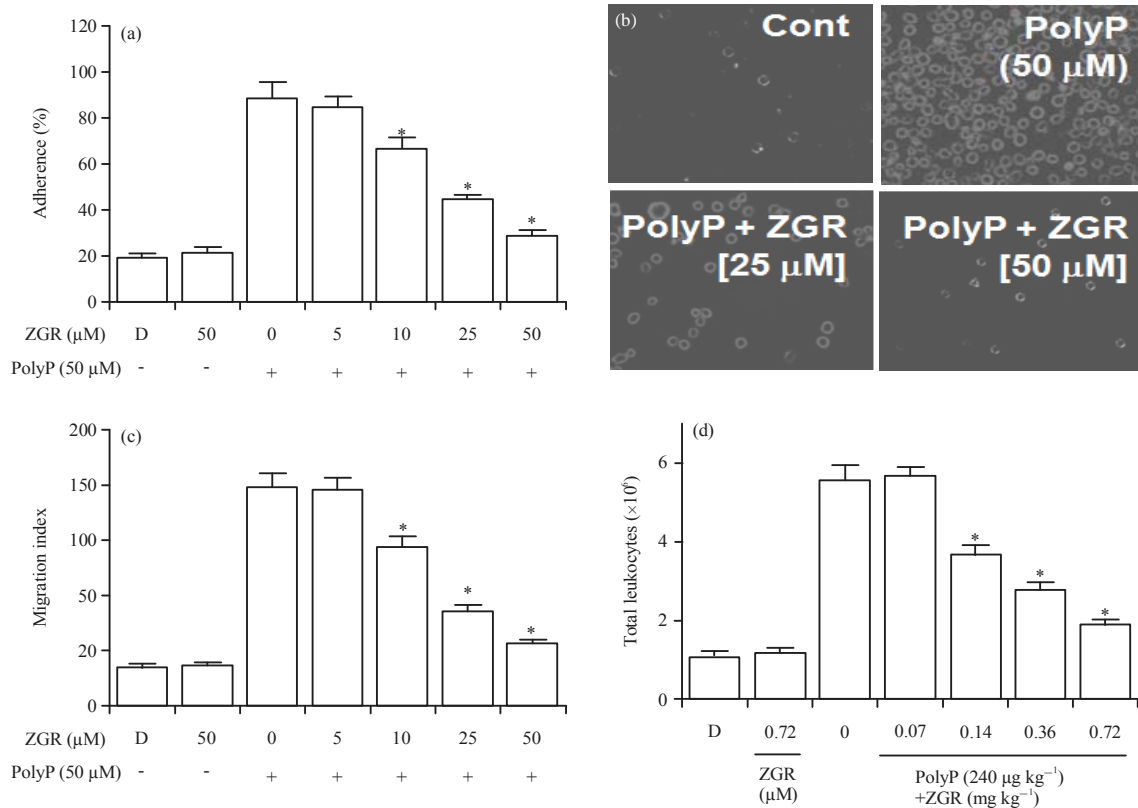 (a)
120
100
80
60
40
20
0
Adherence (%)
ZGR (μM) D 50 0 5 10 25 50
PolyP (50 μM) - - + + + + +
* * *
(b)
Cont
PolyP
(50 μM)
PolyP + ZGR
[25 μM]
PolyP + ZGR
[50 μM]
(c)
200
150
100
50
20
0
Migration index
* * *
ZGR (μM) D 50 0 5 10 25 50
PolyP (50 μM) - - + + + + +
(d)
6
4
2
0
Total leukocytes (×10⁶)
* * *
D 0.72 0 0.07 0.14 0.36 0.72
ZGR
(μM)
PolyP (240 μg kg⁻¹)
+ZGR (mg kg⁻¹)